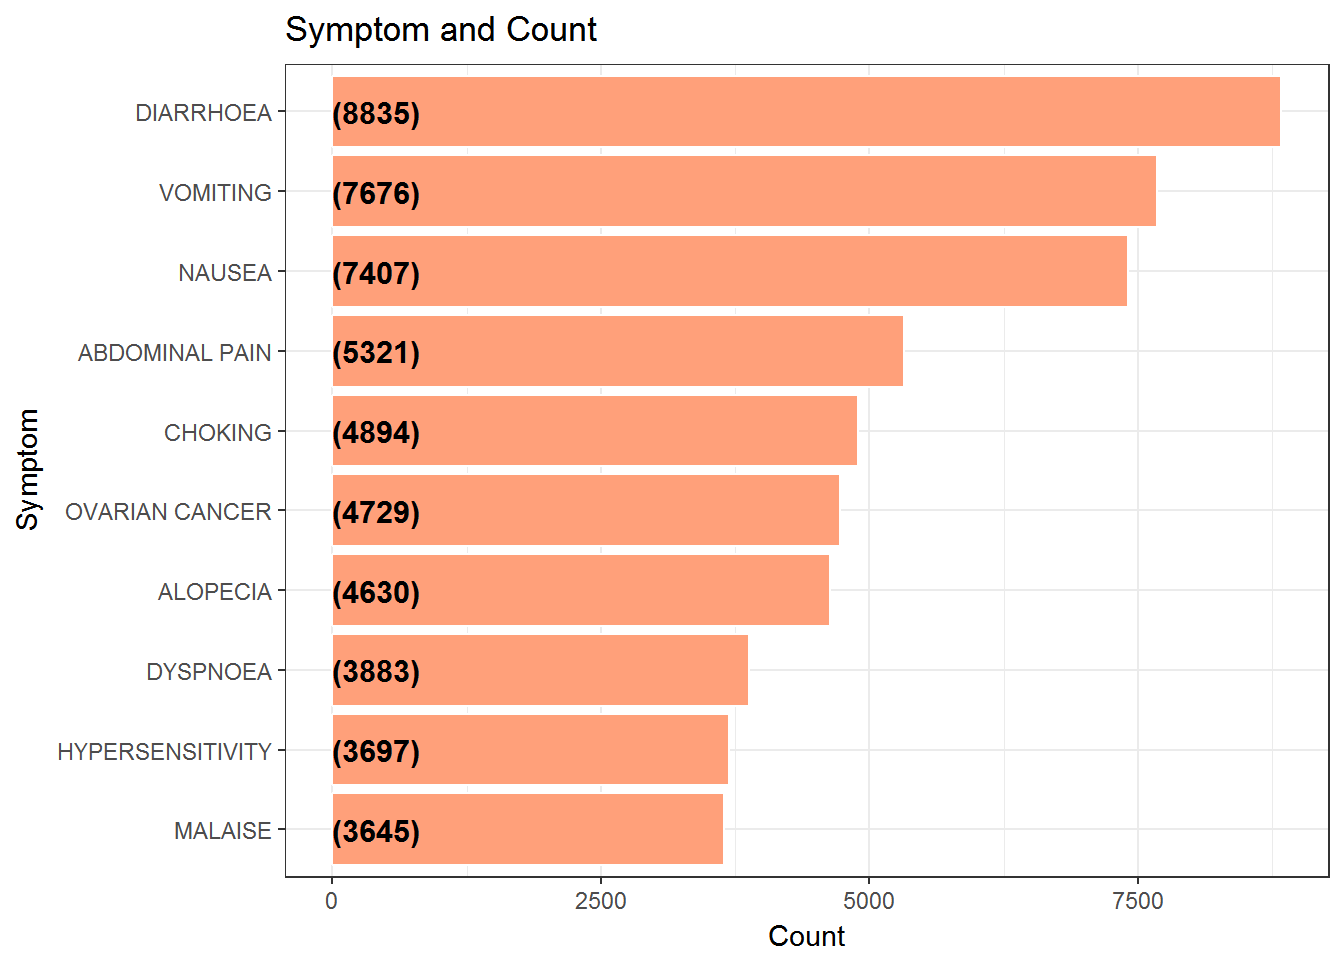 Symptom and Count
DIARRHOEA (8835)
VOMITING (7676)
NAUSEA (7407)
ABDOMINAL PAIN (5321)
CHOKING (4894)
OVARIAN CANCER (4729)
ALOPECIA (4630)
DYSPNOEA (3883)
HYPERSENSITIVITY (3697)
MALAISE (3645)
0 2500 5000 7500
Count
Symptom